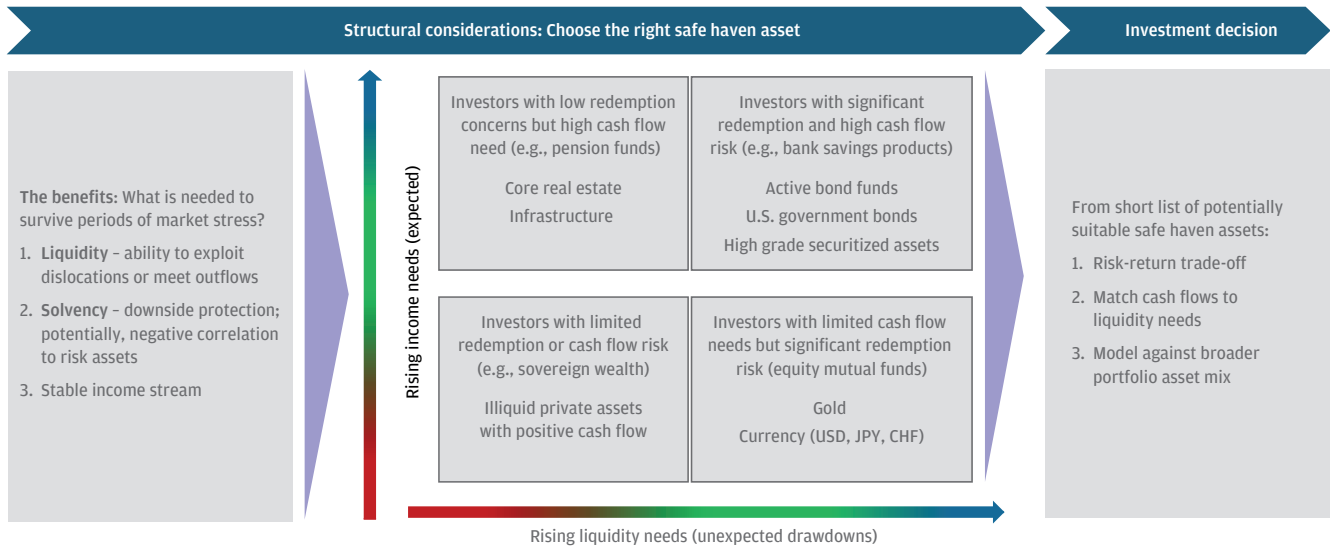 Structural considerations: Choose the right safe haven asset
Investment decision
The benefits: What is needed to
survive periods of market stress?
1. Liquidity – ability to exploit
dislocations or meet outflows
2. Solvency – downside protection;
potentially, negative correlation
to risk assets
3. Stable income stream
Rising income needs (expected)
Investors with low redemption
concerns but high cash flow
need (e.g., pension funds)
Core real estate
Infrastructure
Investors with significant
redemption and high cash flow
risk (e.g., bank savings products)
Active bond funds
U.S. government bonds
High grade securitized assets
Investors with limited
redemption or cash flow risk
(e.g., sovereign wealth)
Illiquid private assets
with positive cash flow
Investors with limited cash flow
needs but significant redemption
risk (equity mutual funds)
Gold
Currency (USD, JPY, CHF)
Rising liquidity needs (unexpected drawdowns)
From short list of potentially
suitable safe haven assets:
1. Risk-return trade-off
2. Match cash flows to
liquidity needs
3. Model against broader
portfolio asset mix